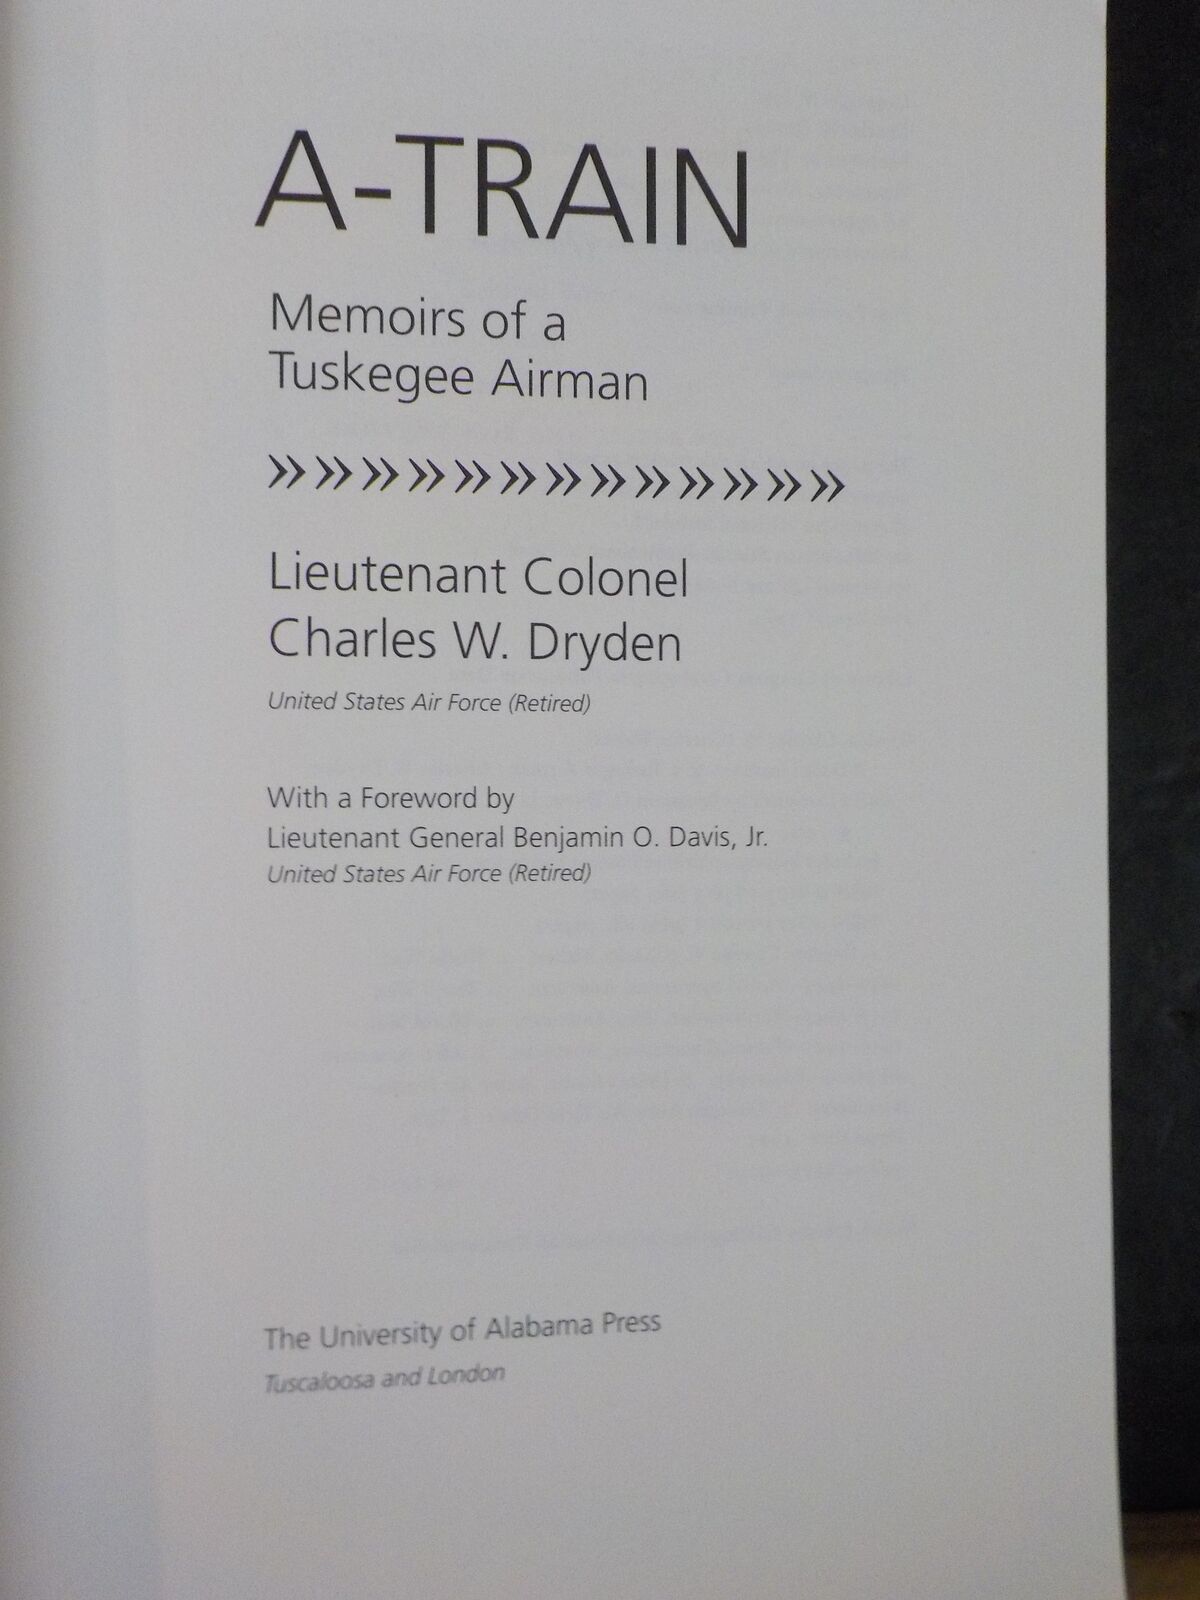 A-TRAIN
Memoirs of a
Tuskegee Airman
»»»»»»»»»»»»»
Lieutenant Colonel
Charles W. Dryden
United States Air Force (Retired)
With a Foreword by
Lieutenant General Benjamin O. Davis, Jr.
United States Air Force (Retired)
The University of Alabama Press
Tuscaloosa and London